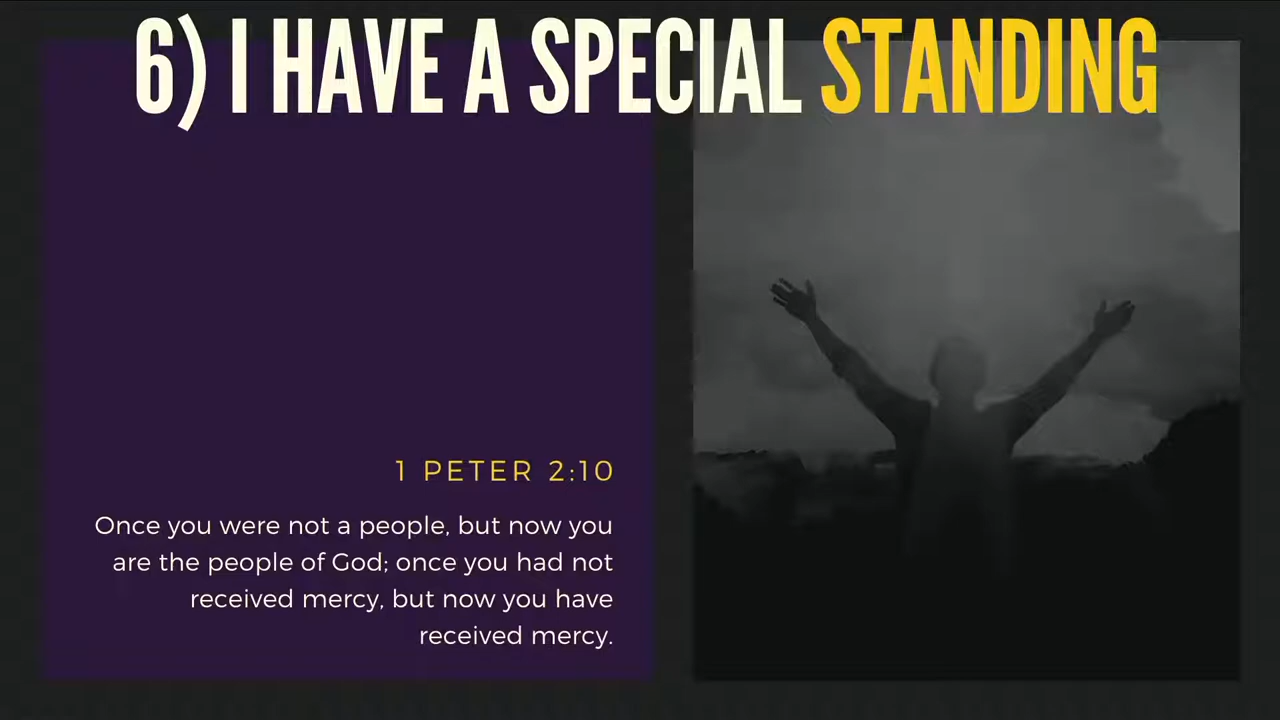 6) I HAVE A SPECIAL STANDING
1 PETER 2:10
Once you were not a people, but now you
are the people of God; once you had not
received mercy, but now you have
received mercy.